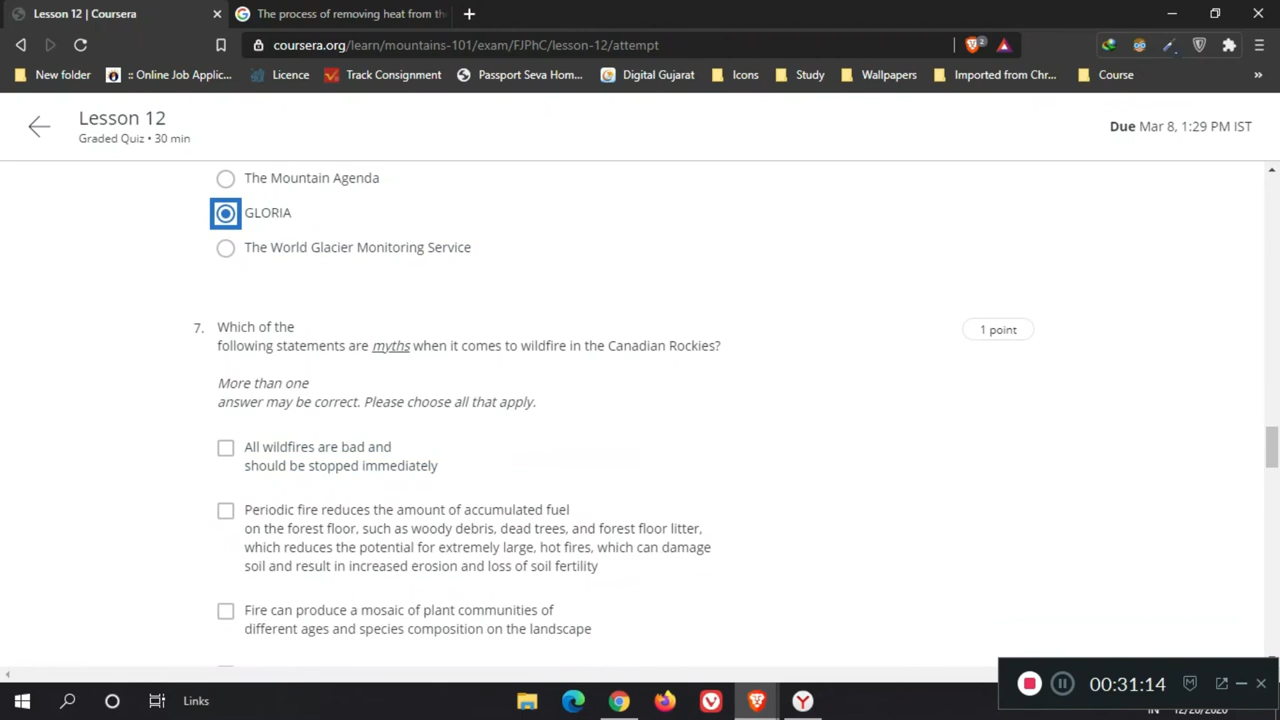 Lesson 12 | Coursera
The process of removing heat from th
coursera.org/learn/mountains-101/exam/FJPhC/lesson-12/attempt
2
New folder
:: Online Job Applic...
Licence
Track Consignment
Passport Seva Hom...
Digital Gujarat
Icons
Study
Wallpapers
Imported from Chr...
Course
»
Lesson 12
Graded Quiz • 30 min
Due Mar 8, 1:29 PM IST
The Mountain Agenda
GLORIA
The World Glacier Monitoring Service
7.
Which of the
following statements are myths when it comes to wildfire in the Canadian Rockies?
1 point
More than one
answer may be correct. Please choose all that apply.
All wildfires are bad and
should be stopped immediately
Periodic fire reduces the amount of accumulated fuel
on the forest floor, such as woody debris, dead trees, and forest floor litter,
which reduces the potential for extremely large, hot fires, which can damage
soil and result in increased erosion and loss of soil fertility
Fire can produce a mosaic of plant communities of
different ages and species composition on the landscape
00:31:14
Links